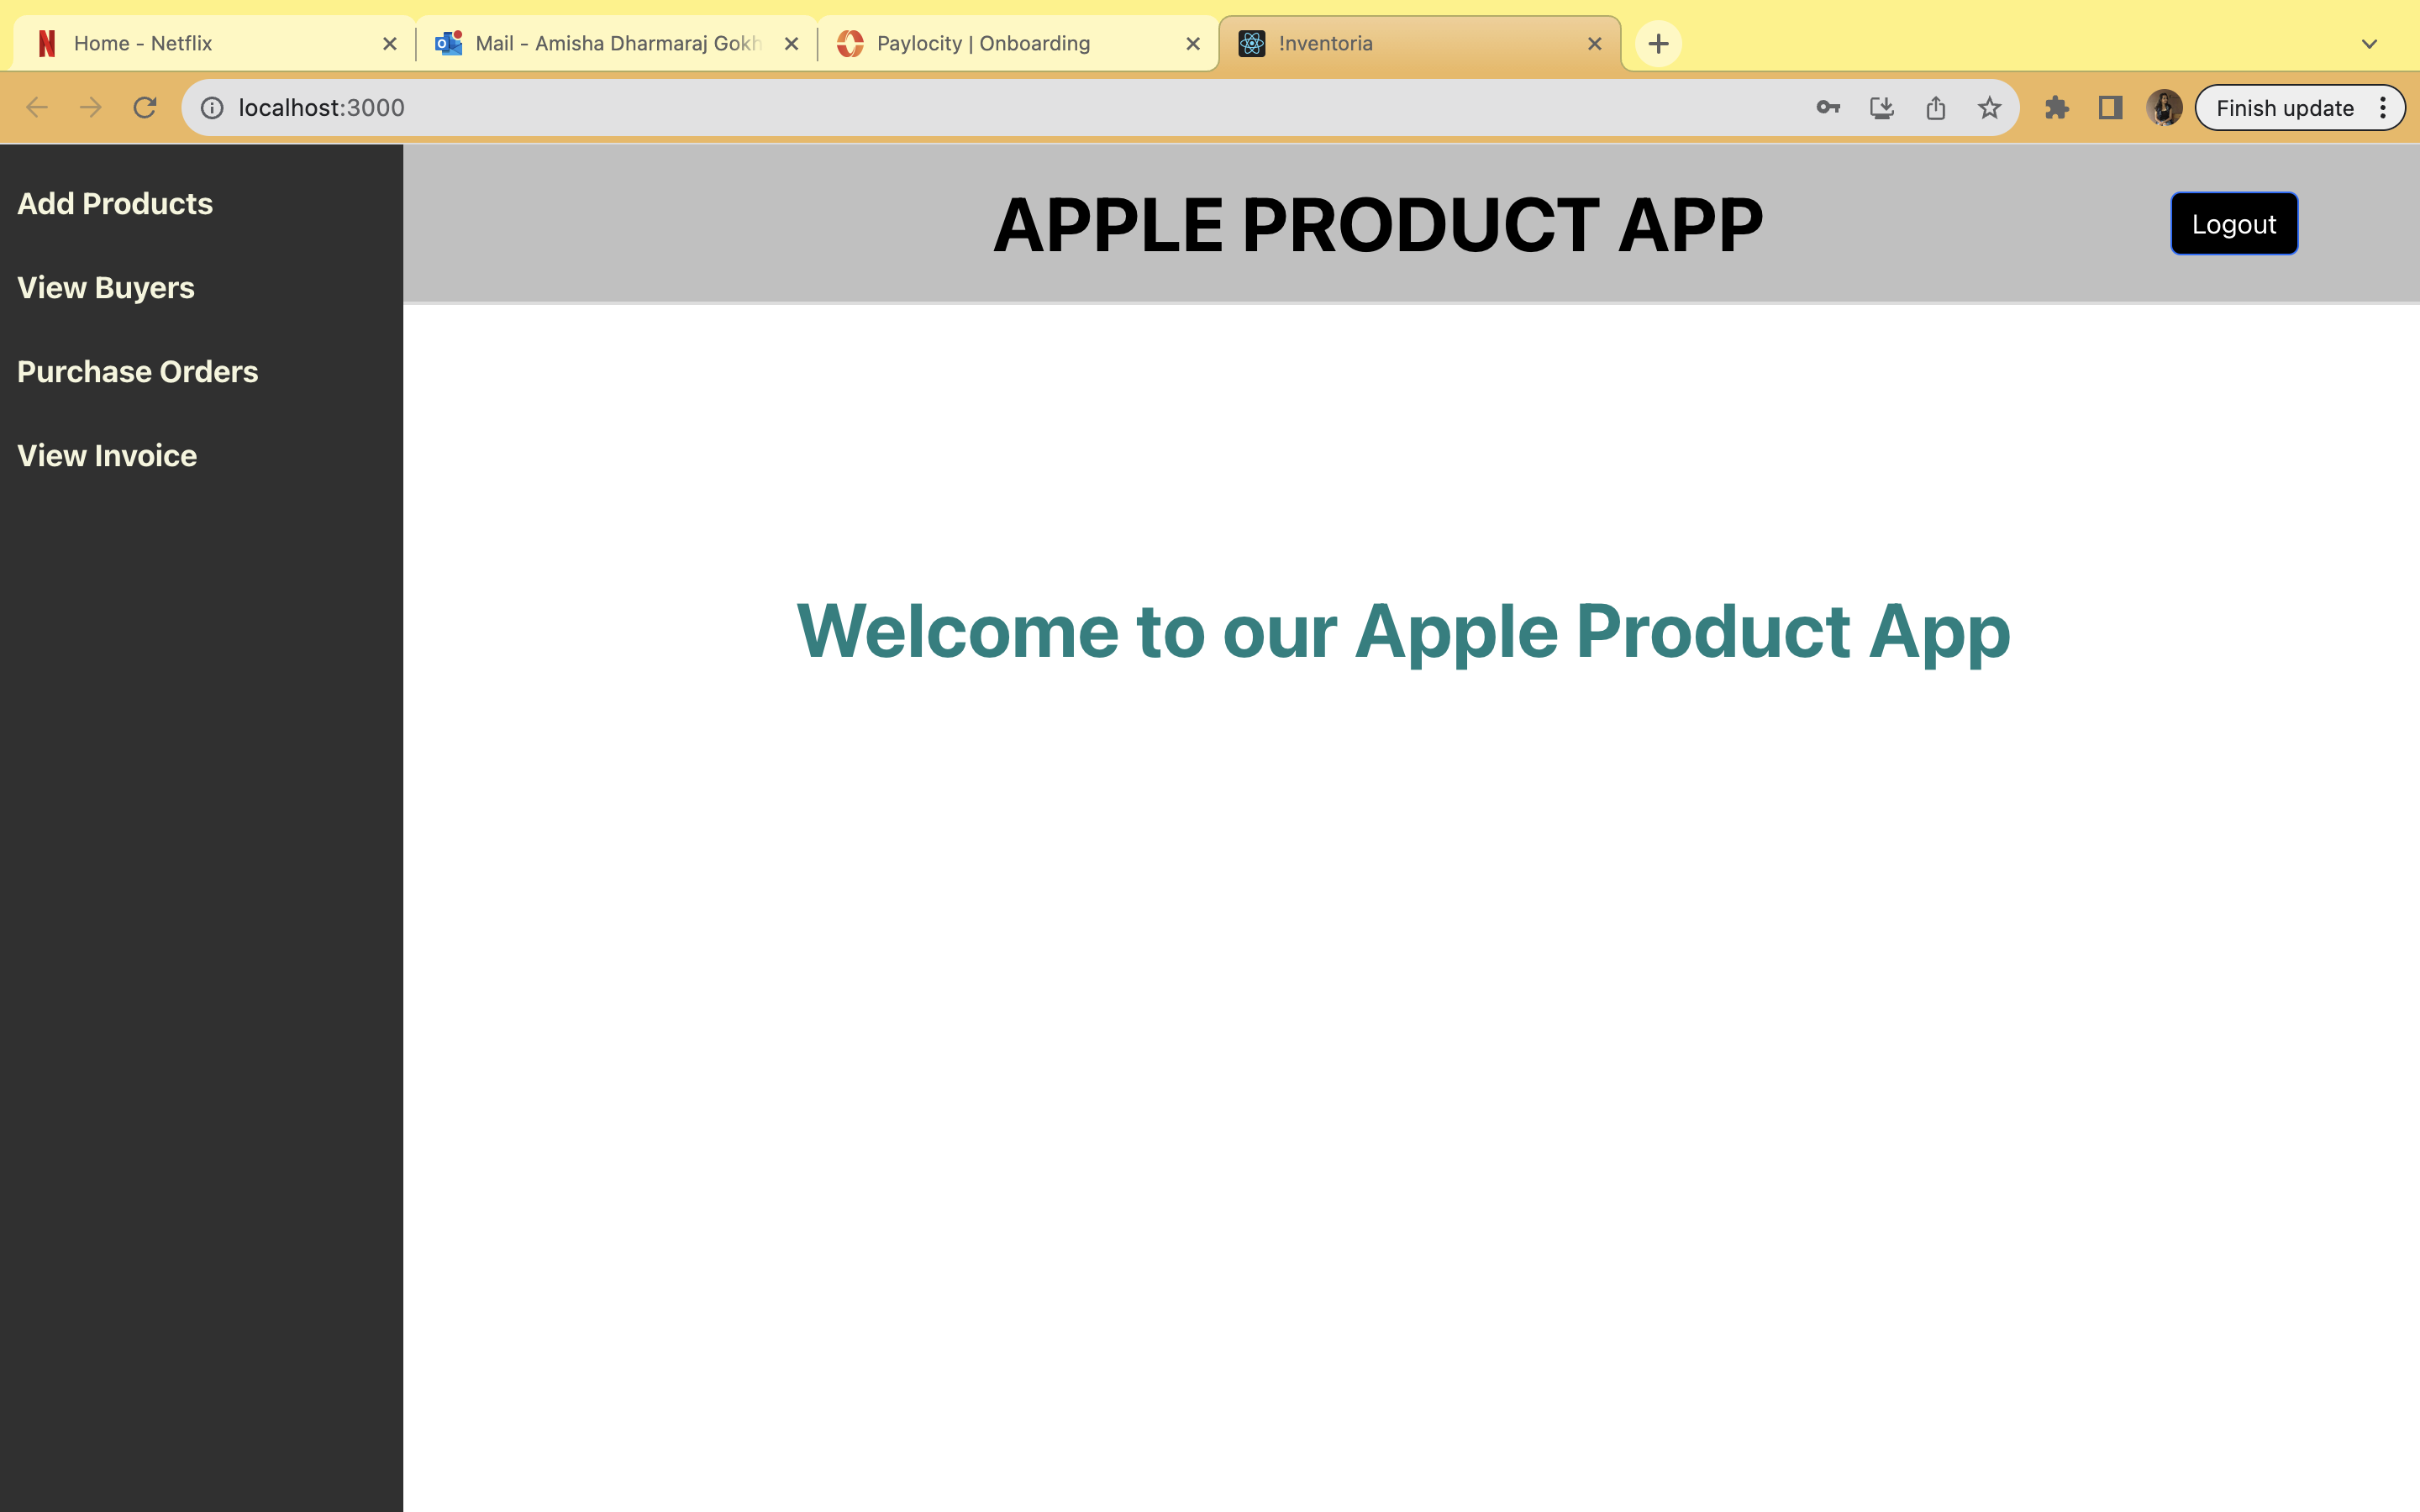 Home - Netflix
Mail - Amisha Dharmaraj Gokh
Paylocity | Onboarding
!nventoria
localhost:3000
Finish update
Add Products
View Buyers
Purchase Orders
View Invoice
APPLE PRODUCT APP
Logout
Welcome to our Apple Product App